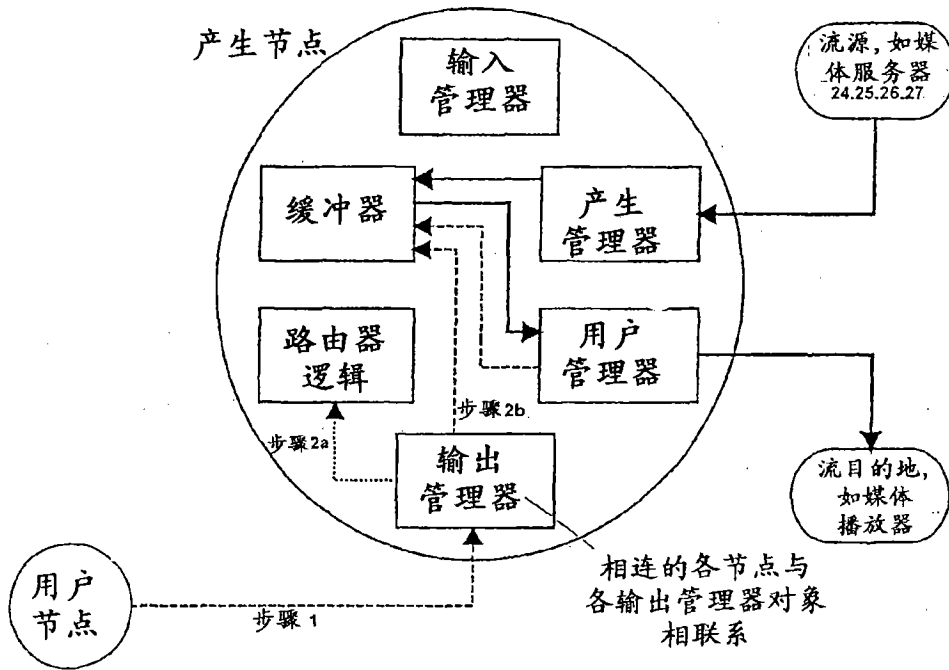 产生节点
输入
管理器
流源,如媒
体服务器
24.25.26.27
缓冲器
产生
管理器
路由器
逻辑
用户
管理器
步骤2b
步骤2a
输出
管理器
流目的地,
如媒体
播放器
用户
节点
步骤 1
相连的各节点与
各输出管理器对象
相联系